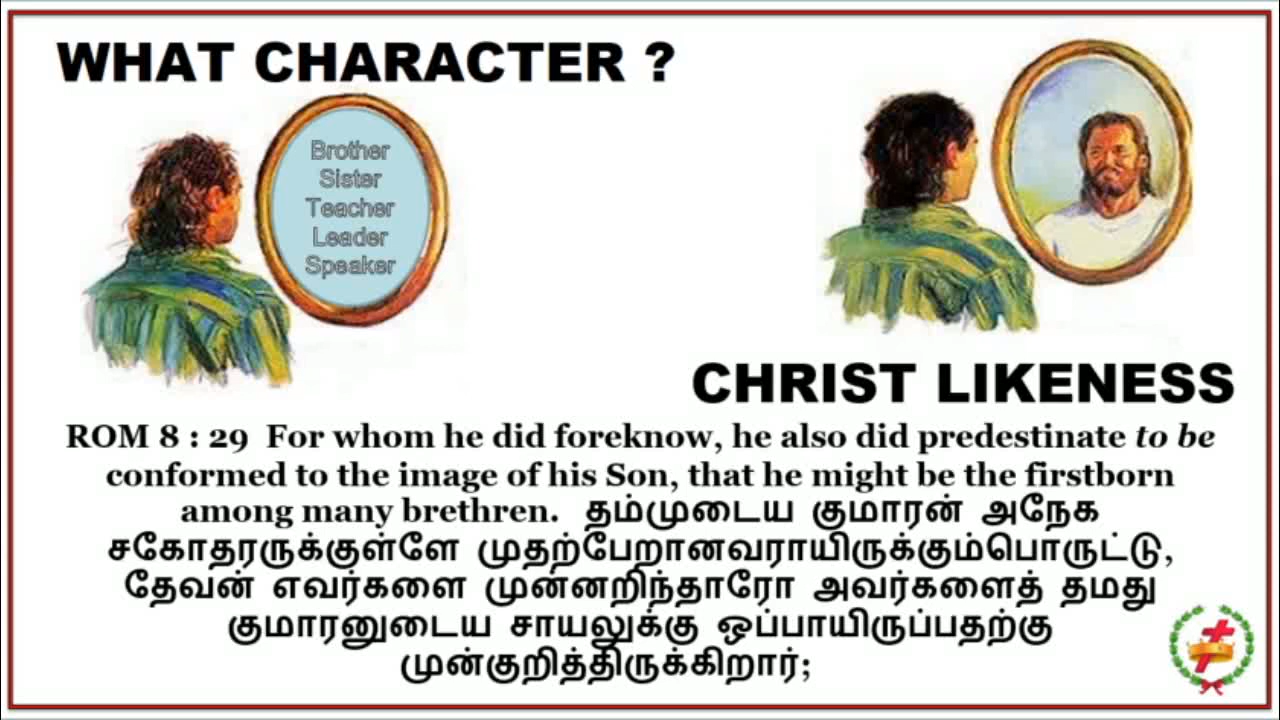 WHAT CHARACTER ?
Brother
Sister
Teacher
Leader
Speaker
CHRIST LIKENESS
ROM 8 : 29 For whom he did foreknow, he also did predestinate to be
conformed to the image of his Son, that he might be the firstborn
among many brethren. தம்முடைய குமாரன் அநேக
சகோதரருக்குள்ளே முதற்பேறானவராயிருக்கும்பொருட்டு,
தேவன் எவர்களை முன்னறிந்தாரோ அவர்களைத் தமது
குமாரனுடைய சாயலுக்கு ஒப்பாயிருப்பதற்கு
முன்குறித்திருக்கிறார்;